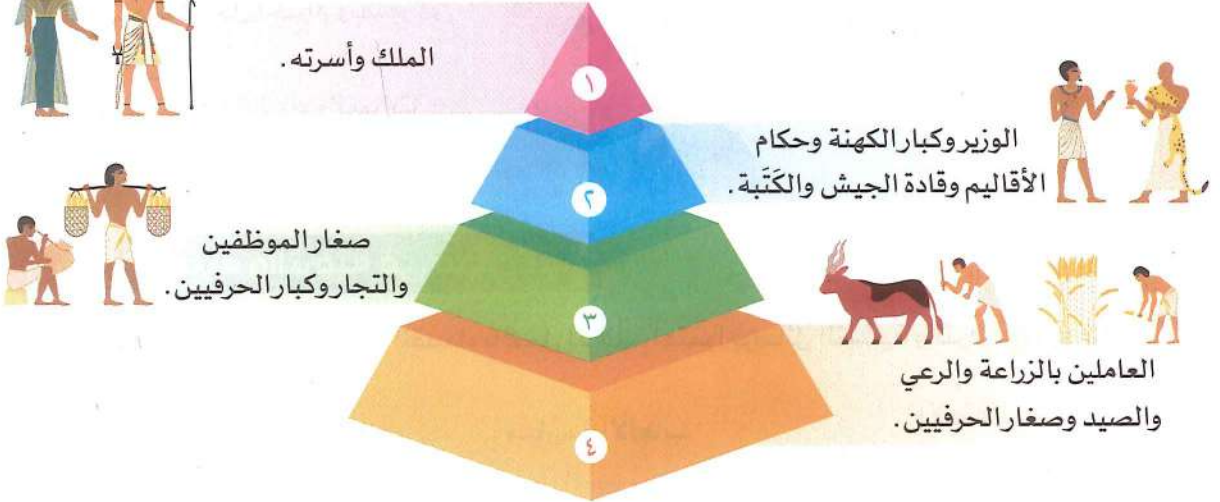 ١
الملك وأسرته.
٢
الوزير وكبار الكهنة وحكام
الأقاليم وقادة الجيش والكَتَبة.
٣
صغار الموظفين
والتجار وكبار الحرفيين.
٤
العاملين بالزراعة والرعي
والصيد وصغار الحرفيين.